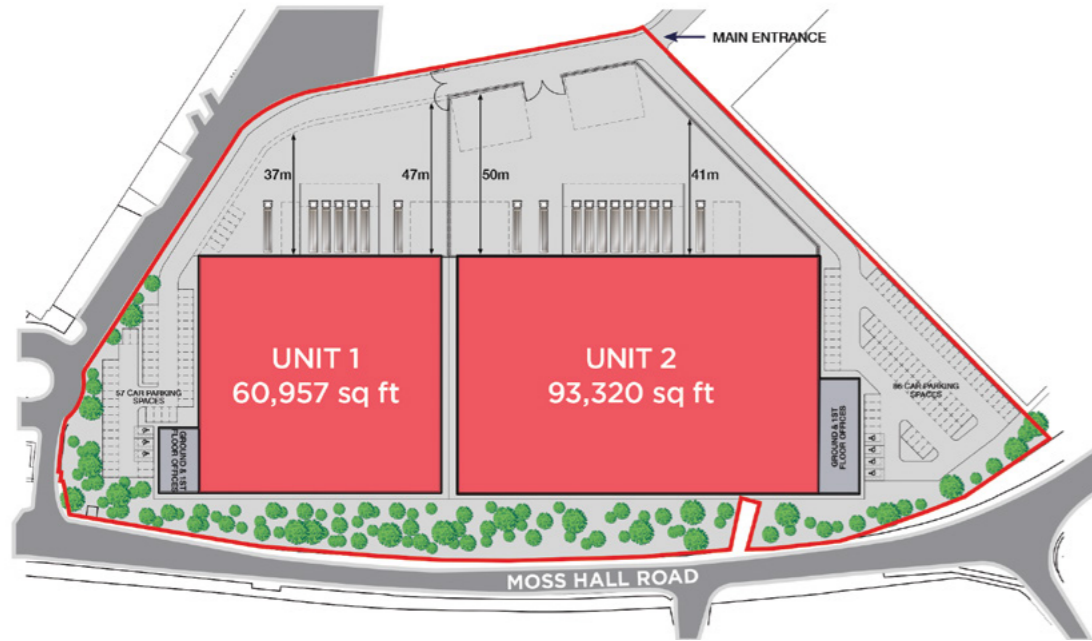 MAIN ENTRANCE
37m
47m
50m
41m
UNIT 1
60,957 sq ft
UNIT 2
93,320 sq ft
57 CAR PARKING
SPACES
86 CAR PARKING
SPACES
GROUND & 1ST
FLOOR OFFICES
GROUND & 1ST
FLOOR OFFICES
MOSS HALL ROAD